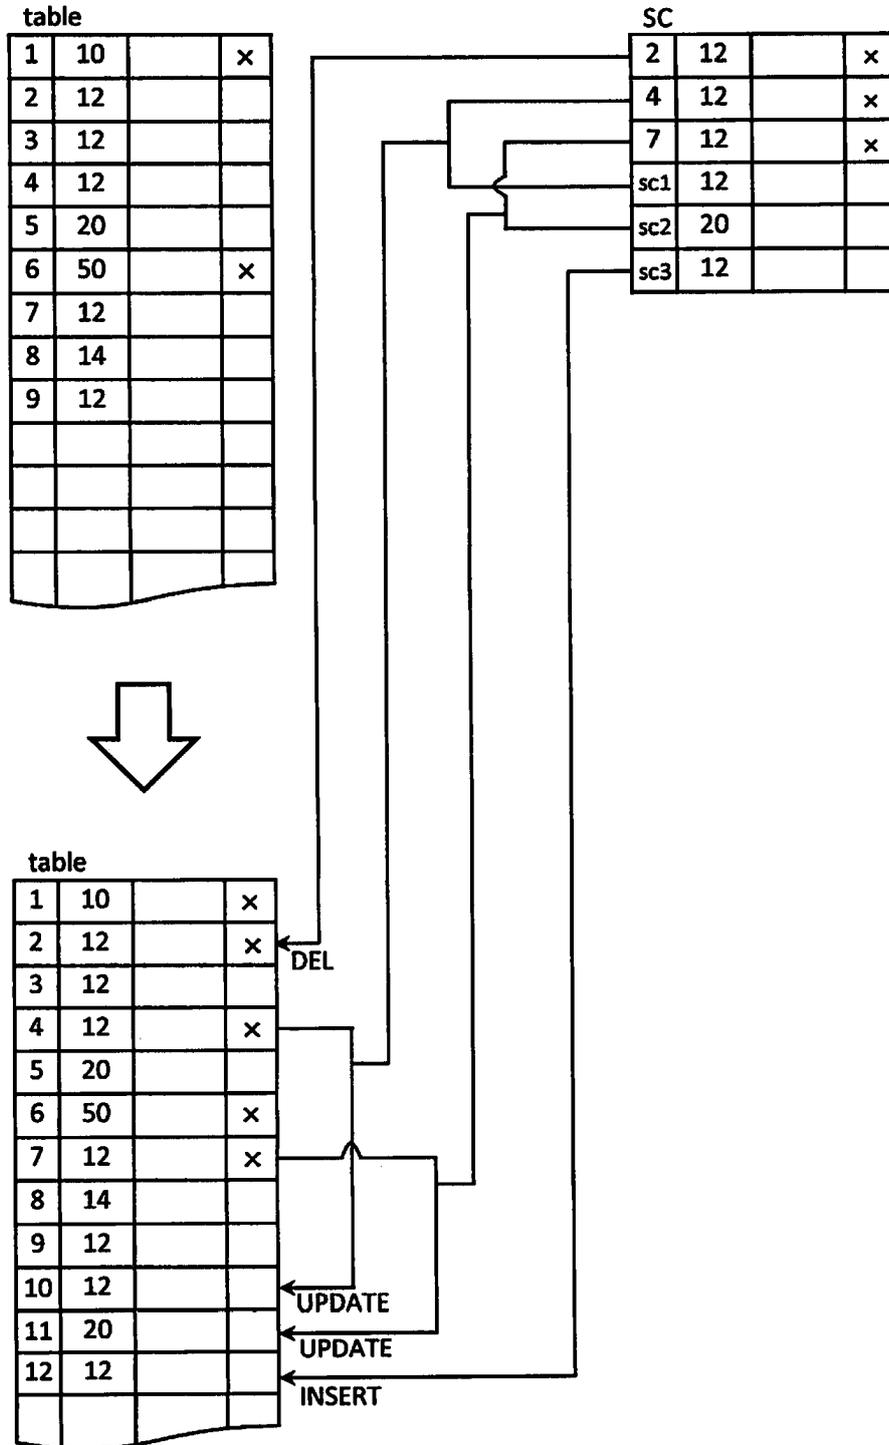 table
1 10 ×
2 12
3 12
4 12
5 20
6 50 ×
7 12
8 14
9 12
SC
2 12 ×
4 12 ×
7 12 ×
sc1 12
sc2 20
sc3 12
table
1 10 ×
2 12 ×
DEL
3 12
4 12 ×
5 20
6 50 ×
7 12 ×
8 14
9 12
10 12
UPDATE
11 20
UPDATE
12 12
INSERT